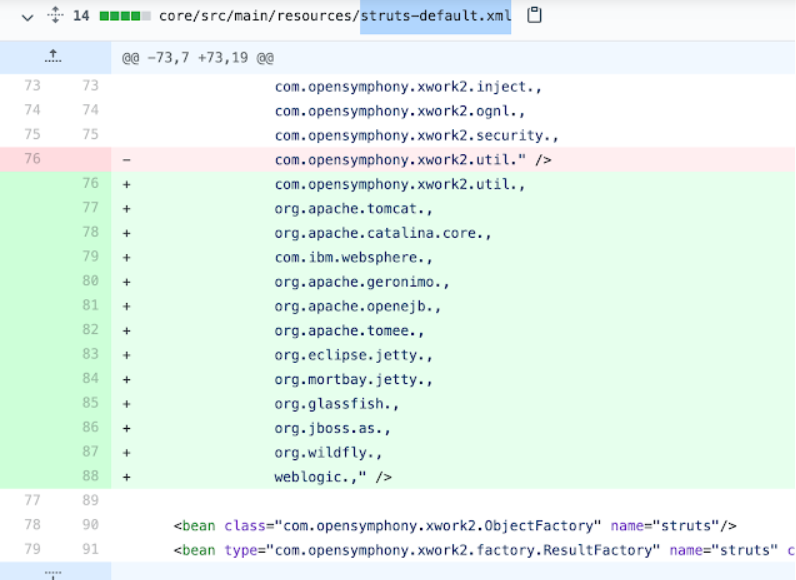 14 core/src/main/resources/struts-default.xml
@@ -73,7 +73,19 @@
73 73 com.opensymphony.xwork2.inject.,
74 74 com.opensymphony.xwork2.ognl.,
75 75 com.opensymphony.xwork2.security.,
76 - com.opensymphony.xwork2.util." />
76 + com.opensymphony.xwork2.util.,
77 + org.apache.tomcat.,
78 + org.apache.catalina.core.,
79 + com.ibm.websphere.,
80 + org.apache.geronimo.,
81 + org.apache.openejb.,
82 + org.apache.tomee.,
83 + org.eclipse.jetty.,
84 + org.mortbay.jetty.,
85 + org.glassfish.,
86 + org.jboss.as.,
87 + org.wildfly.,
88 + weblogic.," />
77 89
78 90 <bean class="com.opensymphony.xwork2.ObjectFactory" name="struts"/>
79 91 <bean type="com.opensymphony.xwork2.factory.ResultFactory" name="struts" c